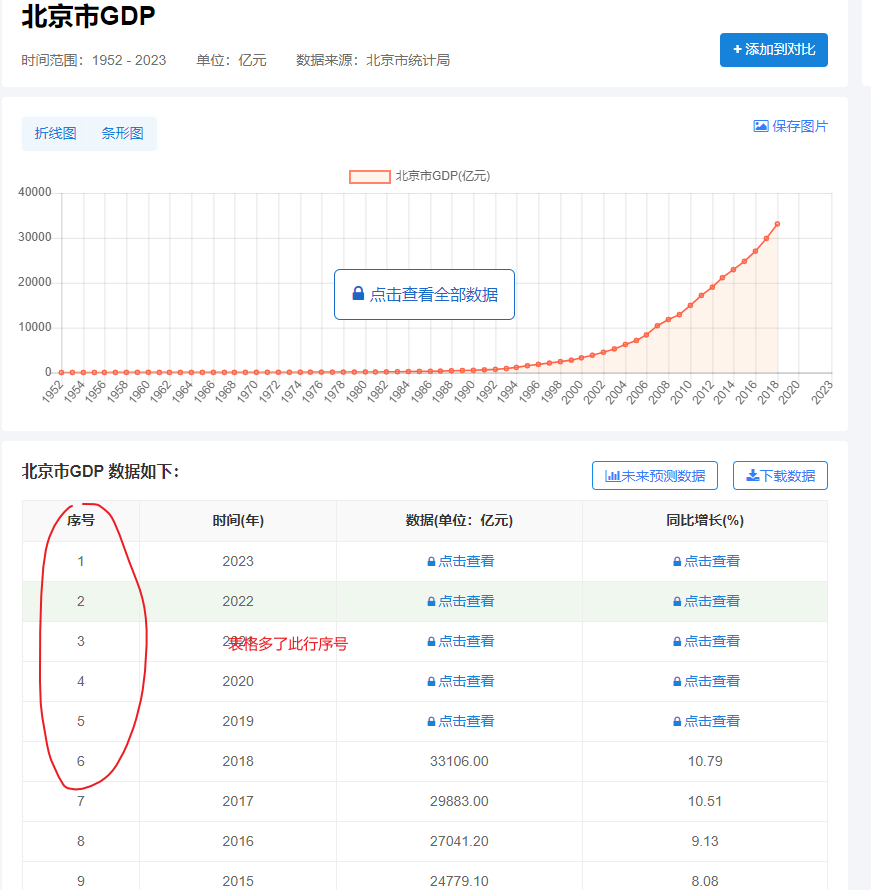 北京市GDP
时间范围：1952 - 2023 单位：亿元 数据来源：北京市统计局
+ 添加到对比
折线图 条形图
保存图片
北京市GDP(亿元)
40000
30000
20000
10000
0
点击查看全部数据
1952 1954 1956 1958 1960 1962 1964 1966 1968 1970 1972 1974 1976 1978 1980 1982 1984 1986 1988 1990 1992 1994 1996 1998 2000 2002 2004 2006 2008 2010 2012 2014 2016 2018 2020 2023
北京市GDP 数据如下：
未来预测数据 下载数据
序号 时间(年) 数据(单位：亿元) 同比增长(%)
1 2023 点击查看 点击查看
2 2022 点击查看 点击查看
3 2021 点击查看 点击查看
表格多了此行序号
4 2020 点击查看 点击查看
5 2019 点击查看 点击查看
6 2018 33106.00 10.79
7 2017 29883.00 10.51
8 2016 27041.20 9.13
9 2015 24779.10 8.08